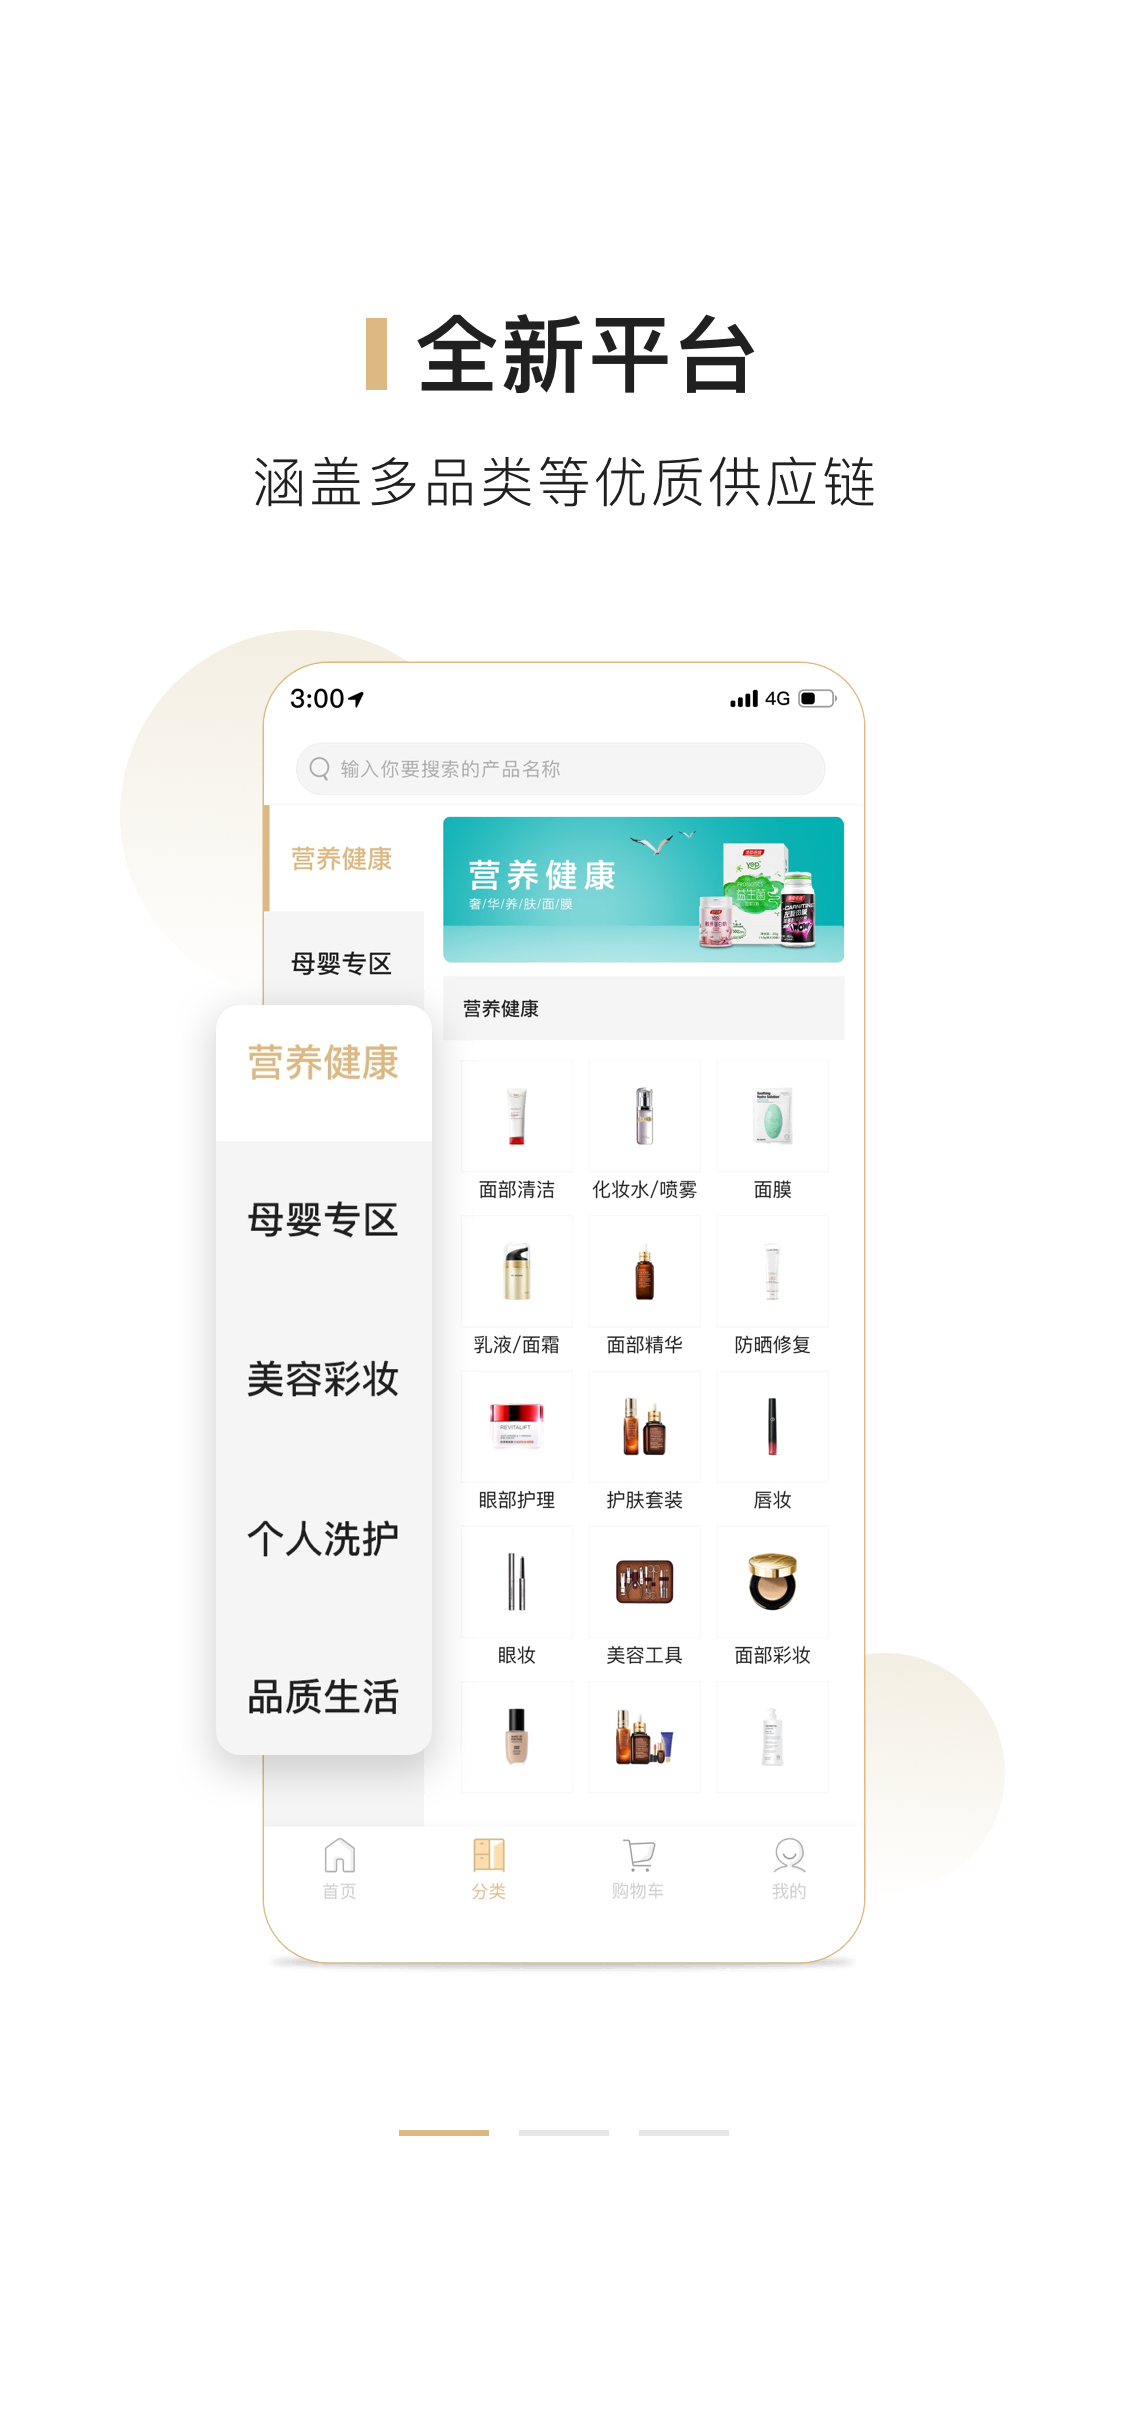 全新平台
涵盖多品类等优质供应链
3:00
4G
输入你要搜索的产品名称
营养健康
母婴专区
营养健康
奢/华/养/肤/面/膜
yep
益生菌
WOW!
营养健康
营养健康
母婴专区
美容彩妆
个人洗护
品质生活
面部清洁
化妆水/喷雾
面膜
乳液/面霜
面部精华
防晒修复
REVITALIFT
眼部护理
护肤套装
唇妆
眼妆
美容工具
面部彩妆
首页
分类
购物车
我的